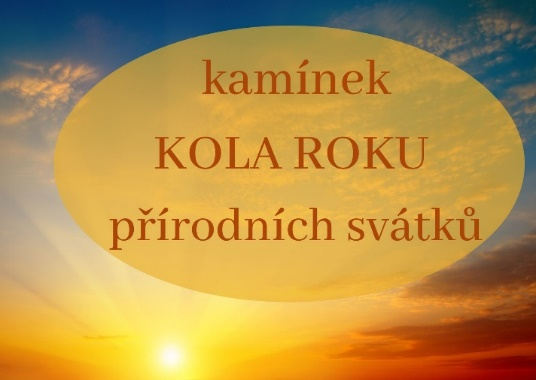 kamínek
KOLA ROKU
přírodních svátků